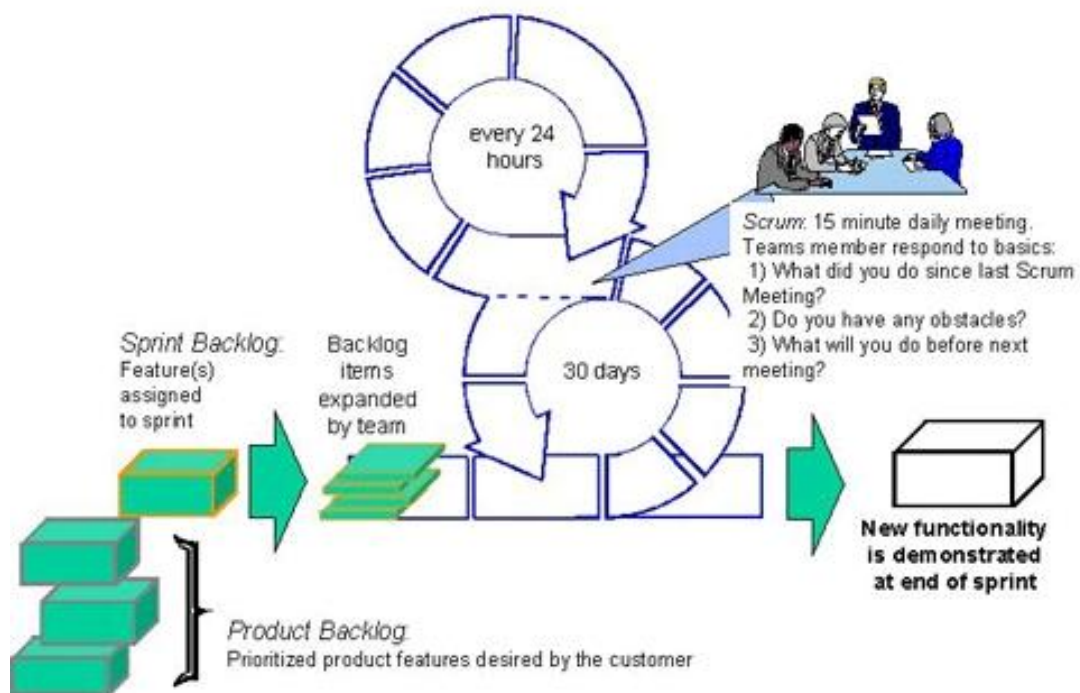 every 24
hours
Scrum: 15 minute daily meeting.
Teams member respond to basics:
1) What did you do since last Scrum
Meeting?
2) Do you have any obstacles?
3) What will you do before next
meeting?
30 days
Sprint Backlog:
Feature(s)
assigned
to sprint
Backlog
items
expanded
by team
New functionality
is demonstrated
at end of sprint
Product Backlog:
Prioritized product features desired by the customer